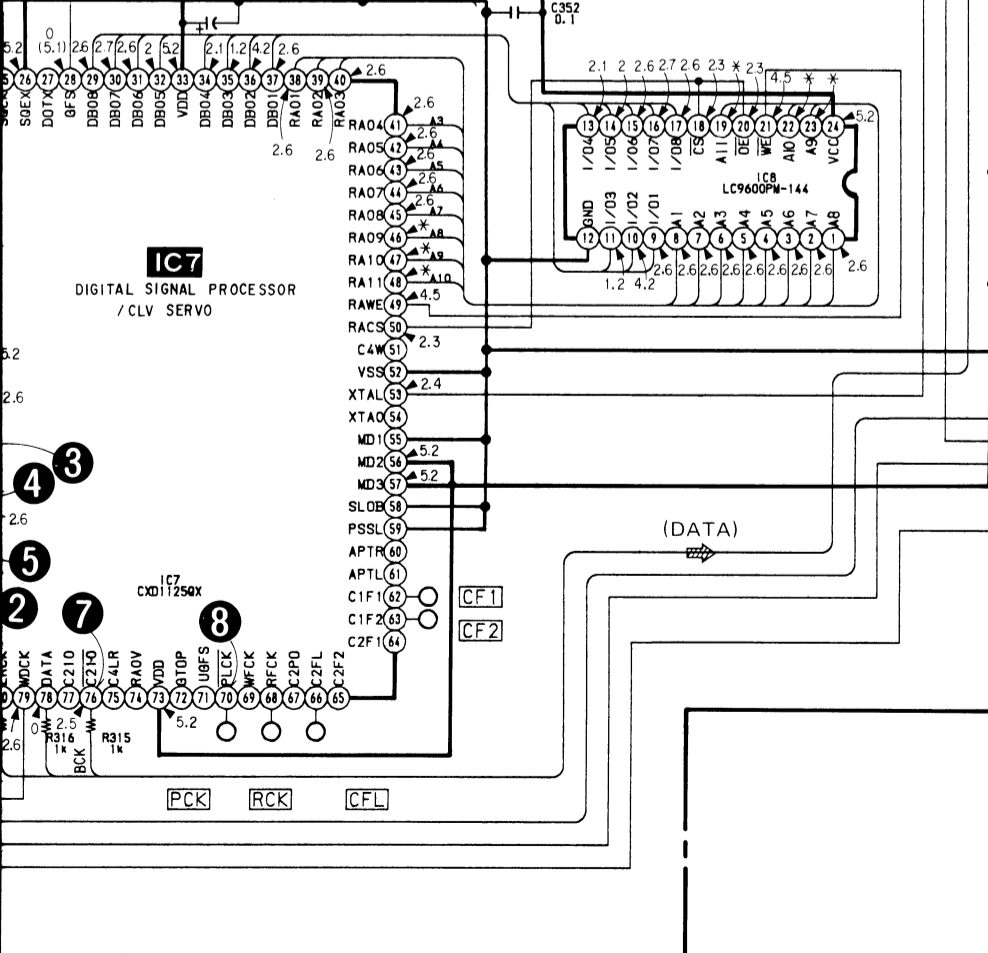 C352
0.1
5.2
0
(5.1)
2.6
2.7
2.6
2
5.2
2.1
1.2
4.2
2.6
26 27 28 29 30 31 32 33 34 35 36 37 38 39 40
SQEX
DOTX
GFS
DB08
DB07
DB06
DB05
VDD
DB04
DB03
DB02
DB01
RA01
RA02
RA03
2.6
2.6
2.6
RA04 41 2.6 A3
RA05 42 2.6 A4
RA06 43 2.6 A5
RA07 44 2.6 A6
RA08 45 2.6 A7
RA09 46 * A8
RA10 47 * A9
RA11 48 * A10
RAWE 49 4.5
RACS 50 2.3
C4W 51
VSS 52
XTAL 53 2.4
XTAO 54
MD1 55
MD2 56 5.2
MD3 57 5.2
SLOB 58
PSSL 59
APTR 60
APTL 61
C1F1 62
C1F2 63
C2F1 64
CF1
CF2
2.1 2 2.6 2.7 2.6 2.3 * 2.3 4.5 * *
5.2
13 14 15 16 17 18 19 20 21 22 23 24
I/O4
I/O5
I/O6
I/O7
I/O8
CS
A11
OE
WE
A10
A9
VCC
IC8
LC9600PM-144
GND
I/O3
I/O2
I/O1
A1
A2
A3
A4
A5
A6
A7
A8
12 11 10 9 8 7 6 5 4 3 2 1
1.2 4.2 2.6 2.6 2.6 2.6 2.6 2.6 2.6 2.6 2.6
IC7
DIGITAL SIGNAL PROCESSOR
/CLV SERVO
5.2
2.6
3
4
2.6
5
2
7
8
IC7
CXD1125QX
(DATA)
WDCK
DATA
C210
C210
C4LR
RAOV
VDD
GTOP
UGFS
PLCK
WFCK
RFCK
C2PO
C2FL
C2F2
79 78 77 76 75 74 73 72 71 70 69 68 67 66 65
2.6
0
2.5
5.2
R316
1k
BCK
R315
1k
PCK
RCK
CFL